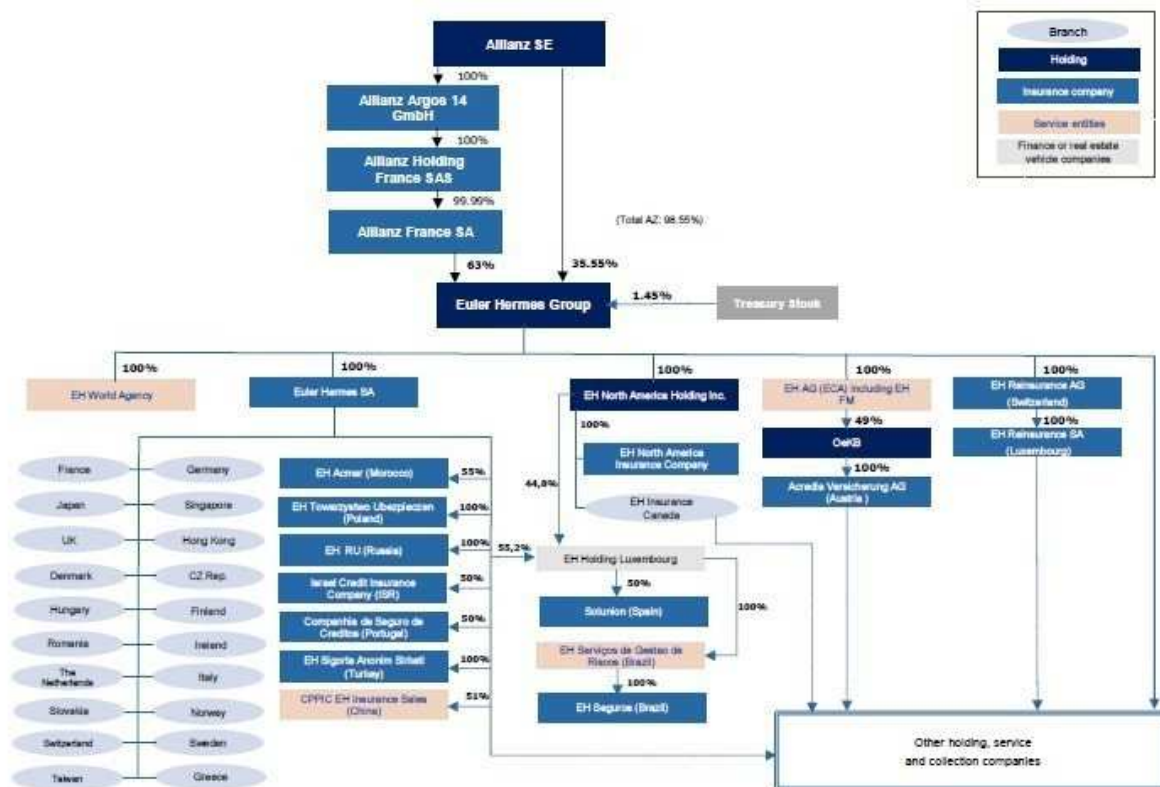 Allianz SE
Branch
Holding
Insurance company
Service entities
Finance or real estate
vehicle companies
100%
Allianz Argos 14
GmbH
100%
Allianz Holding
France SAS
99.99%
Allianz France SA
(Total AZ: 98.55%)
63%
35.55%
Euler Hermes Group
1.45%
Treasury Stock
100%
100%
100%
100%
100%
EH World Agency
Euler Hermes SA
EH North America Holding Inc.
EH AG (ECA) including EH
FM
EH Reinsurance AG
(Switzerland)
100%
49%
100%
EH North America
Insurance Company
OeKB
EH Reinsurance SA
(Luxembourg)
100%
Acredia Versicherung AG
(Austria )
44,8%
EH Insurance
Canada
France
Germany
Japan
Singapore
UK
Hong Kong
Denmark
CZ Rep.
Hungary
Finland
Romania
Ireland
The
Netherlands
Italy
Slovakia
Norway
Switzerland
Sweden
Taiwan
Greece
EH Acmar (Morocco)
55%
EH Towarzystwo Ubezpieczen
(Poland)
100%
EH RU (Russia)
100%
Israel Credit Insurance
Company (ISR)
50%
Companhia de Seguro de
Creditos (Portugal)
50%
EH Sigorta Anonim Sirketi
(Turkey)
100%
CPPIC EH Insurance Sales
(China)
51%
55,2%
EH Holding Luxembourg
50%
100%
Solunion (Spain)
EH Serviços de Gestao de
Riscos (Brazil)
100%
EH Seguros (Brazil)
Other holding, service
and collection companies